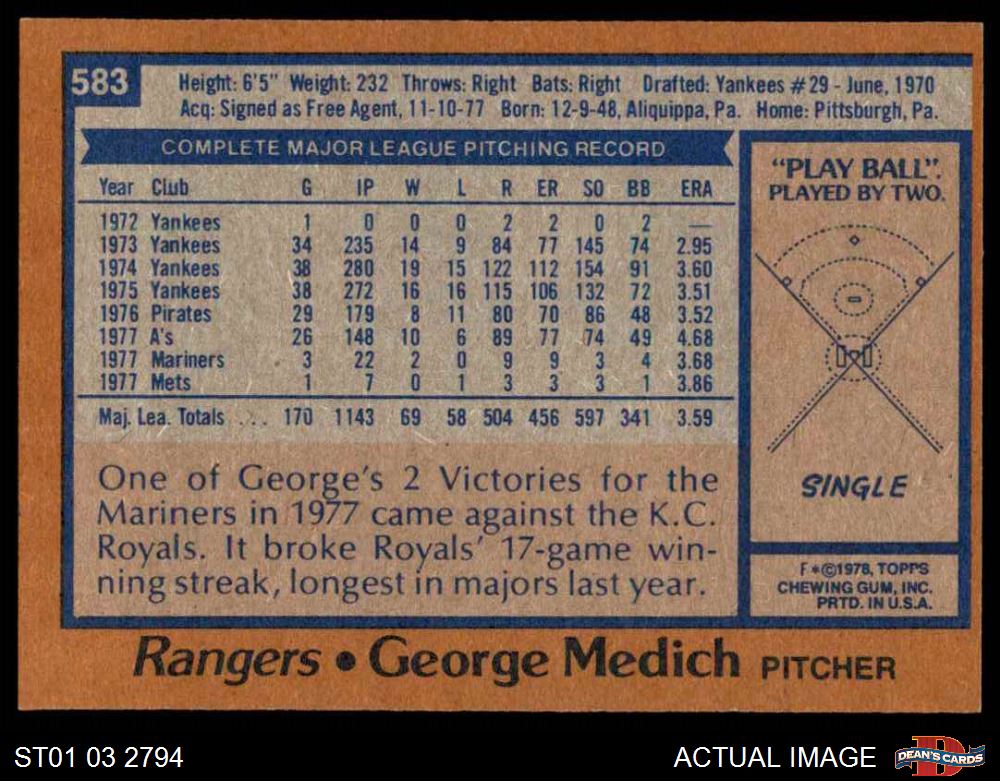 583
Height: 6'5" Weight: 232 Throws: Right Bats: Right Drafted: Yankees #29 - June, 1970
Acq: Signed as Free Agent, 11-10-77 Born: 12-9-48, Aliquippa, Pa. Home: Pittsburgh, Pa.
COMPLETE MAJOR LEAGUE PITCHING RECORD
Year Club G IP W L R ER SO BB ERA
1972 Yankees 1 0 0 0 2 2 0 2 —
1973 Yankees 34 235 14 9 84 77 145 74 2.95
1974 Yankees 38 280 19 15 122 112 154 91 3.60
1975 Yankees 38 272 16 16 115 106 132 72 3.51
1976 Pirates 29 179 8 11 80 70 86 48 3.52
1977 A's 26 148 10 6 89 77 74 49 4.68
1977 Mariners 3 22 2 0 9 9 3 4 3.68
1977 Mets 1 7 0 1 3 3 3 1 3.86
Maj. Lea. Totals ... 170 1143 69 58 504 456 597 341 3.59
One of George's 2 Victories for the
Mariners in 1977 came against the K.C.
Royals. It broke Royals' 17-game win-
ning streak, longest in majors last year.
"PLAY BALL".
PLAYED BY TWO.
SINGLE
F*©1978, TOPPS
CHEWING GUM, INC.
PRTD. IN U.S.A.
Rangers • George Medich PITCHER
ST01 03 2794
ACTUAL IMAGE
D
DEAN'S CARDS